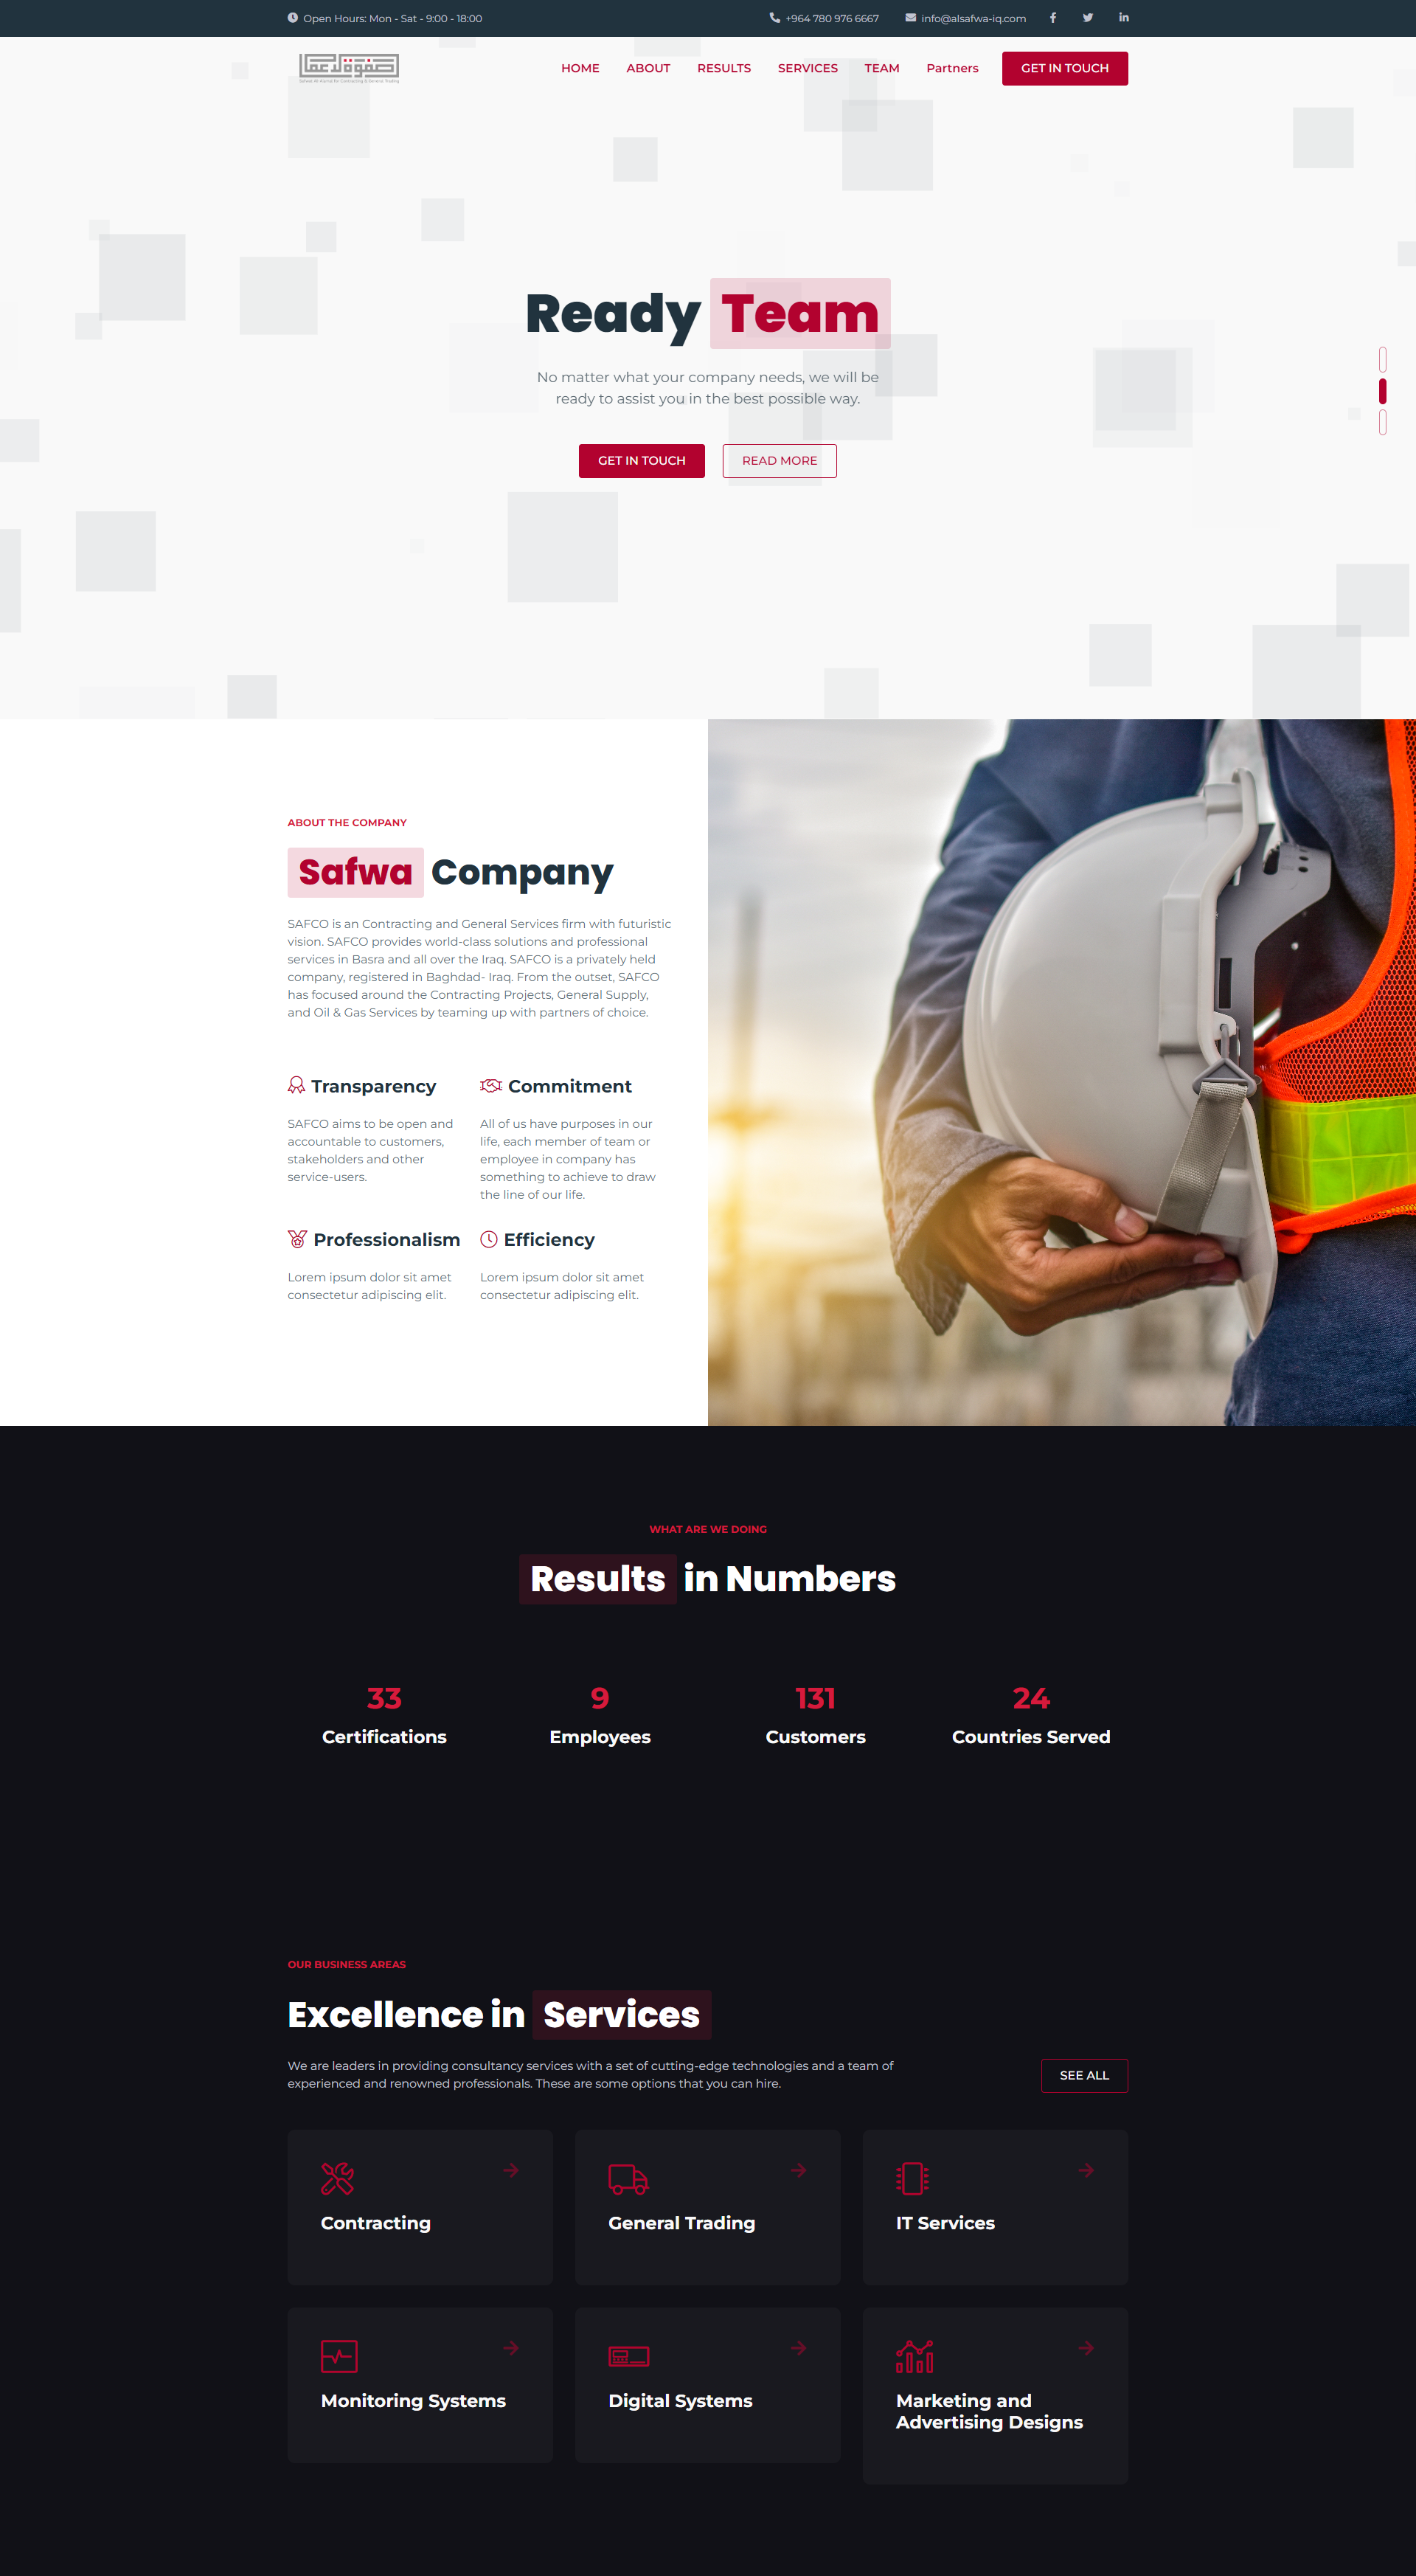 Open Hours: Mon - Sat - 9:00 - 18:00
+964 780 976 6667
info@alsafwa-iq.com
HOME
ABOUT
RESULTS
SERVICES
TEAM
Partners
GET IN TOUCH
Ready Team
No matter what your company needs, we will be
ready to assist you in the best possible way.
GET IN TOUCH
READ MORE
ABOUT THE COMPANY
Safwa Company
SAFCO is an Contracting and General Services firm with futuristic
vision. SAFCO provides world-class solutions and professional
services in Basra and all over the Iraq. SAFCO is a privately held
company, registered in Baghdad- Iraq. From the outset, SAFCO
has focused around the Contracting Projects, General Supply,
and Oil & Gas Services by teaming up with partners of choice.
Transparency
SAFCO aims to be open and
accountable to customers,
stakeholders and other
service-users.
Commitment
All of us have purposes in our
life, each member of team or
employee in company has
something to achieve to draw
the line of our life.
Professionalism
Lorem ipsum dolor sit amet
consectetur adipiscing elit.
Efficiency
Lorem ipsum dolor sit amet
consectetur adipiscing elit.
WHAT ARE WE DOING
Results in Numbers
33
Certifications
9
Employees
131
Customers
24
Countries Served
OUR BUSINESS AREAS
Excellence in Services
We are leaders in providing consultancy services with a set of cutting-edge technologies and a team of
experienced and renowned professionals. These are some options that you can hire.
SEE ALL
Contracting
General Trading
IT Services
Monitoring Systems
Digital Systems
Marketing and
Advertising Designs